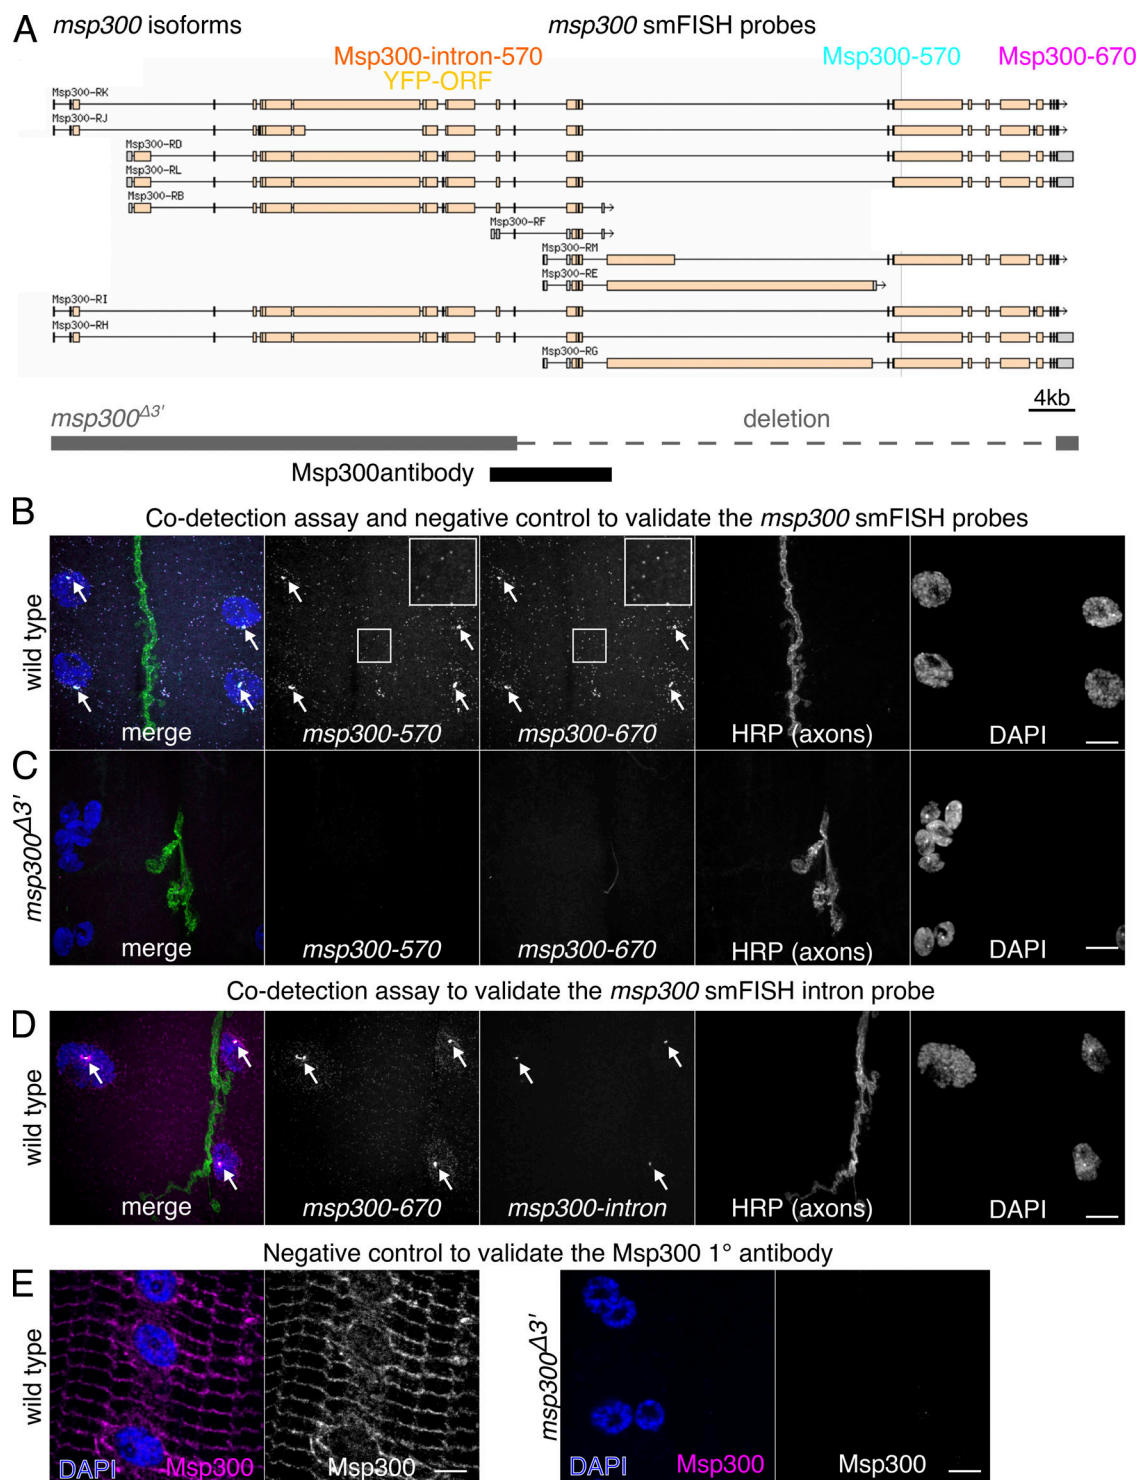 A
msp300 isoforms
msp300 smFISH probes
Msp300-intron-570
Msp300-570
Msp300-670
YFP-ORF
Msp300-RK
Msp300-RJ
Msp300-RD
Msp300-RL
Msp300-RB
Msp300-RF
Msp300-RM
Msp300-RE
Msp300-RI
Msp300-RH
Msp300-RG
4kb
msp300Δ3'
deletion
Msp300antibody
B
Co-detection assay and negative control to validate the msp300 smFISH probes
wild type
merge
msp300-570
msp300-670
HRP (axons)
DAPI
C
msp300Δ3'
merge
msp300-570
msp300-670
HRP (axons)
DAPI
Co-detection assay to validate the msp300 smFISH intron probe
D
wild type
merge
msp300-670
msp300-intron
HRP (axons)
DAPI
Negative control to validate the Msp300 1° antibody
E
wild type
DAPI
Msp300
Msp300
msp300Δ3'
DAPI
Msp300
Msp300